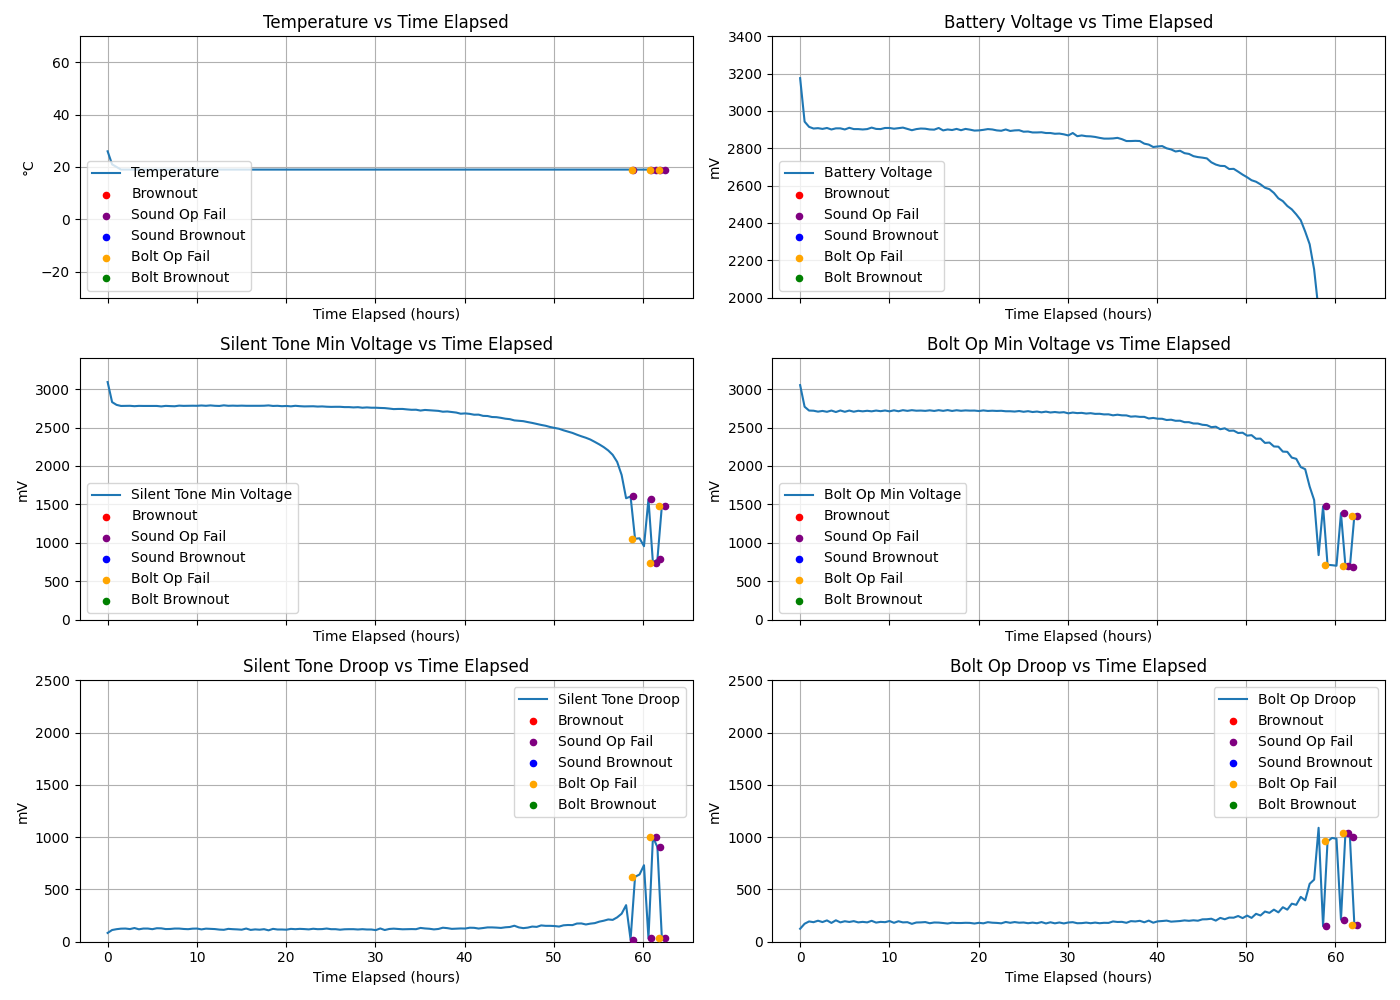 Temperature vs Time Elapsed
60
40
20
0
−20
°C
Temperature
Brownout
Sound Op Fail
Sound Brownout
Bolt Op Fail
Bolt Brownout
Time Elapsed (hours)
Battery Voltage vs Time Elapsed
3400
3200
3000
2800
2600
2400
2200
2000
mV
Battery Voltage
Brownout
Sound Op Fail
Sound Brownout
Bolt Op Fail
Bolt Brownout
Time Elapsed (hours)
Silent Tone Min Voltage vs Time Elapsed
3000
2500
2000
1500
1000
500
0
mV
Silent Tone Min Voltage
Brownout
Sound Op Fail
Sound Brownout
Bolt Op Fail
Bolt Brownout
Time Elapsed (hours)
Bolt Op Min Voltage vs Time Elapsed
3000
2500
2000
1500
1000
500
0
mV
Bolt Op Min Voltage
Brownout
Sound Op Fail
Sound Brownout
Bolt Op Fail
Bolt Brownout
Time Elapsed (hours)
Silent Tone Droop vs Time Elapsed
2500
2000
1500
1000
500
0
mV
Silent Tone Droop
Brownout
Sound Op Fail
Sound Brownout
Bolt Op Fail
Bolt Brownout
0 10 20 30 40 50 60
Time Elapsed (hours)
Bolt Op Droop vs Time Elapsed
2500
2000
1500
1000
500
0
mV
Bolt Op Droop
Brownout
Sound Op Fail
Sound Brownout
Bolt Op Fail
Bolt Brownout
0 10 20 30 40 50 60
Time Elapsed (hours)